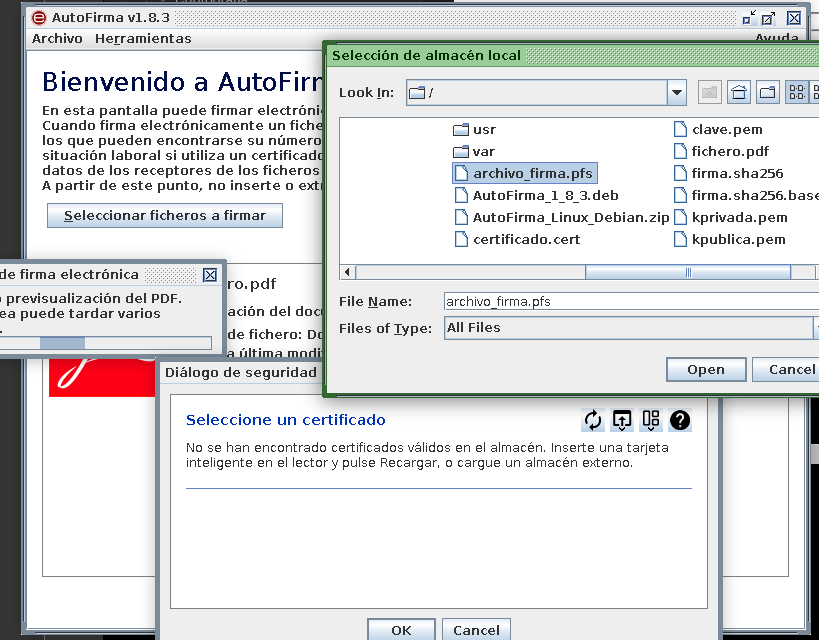 AutoFirma v1.8.3
Archivo Herramientas
Ayuda
Bienvenido a AutoFir
En esta pantalla puede firmar electróni
Cuando firma electrónicamente un fiche
los que pueden encontrarse su número
situación laboral si utiliza un certificado
datos de los receptores de los ficheros
A partir de este punto, no inserte o ext
Seleccionar ficheros a firmar
de firma electrónica
previsualización del PDF.
ea puede tardar varios
ro.pdf
ación del doc
de fichero: Do
a última modi
Selección de almacén local
Look In: /
usr
var
archivo_firma.pfs
AutoFirma_1_8_3.deb
AutoFirma_Linux_Debian.zip
certificado.cert
clave.pem
fichero.pdf
firma.sha256
firma.sha256.base
kprivada.pem
kpublica.pem
File Name: archivo_firma.pfs
Files of Type: All Files
Open Cancel
Diálogo de seguridad
Seleccione un certificado
No se han encontrado certificados válidos en el almacén. Inserte una tarjeta
inteligente en el lector y pulse Recargar, o cargue un almacén externo.
OK Cancel